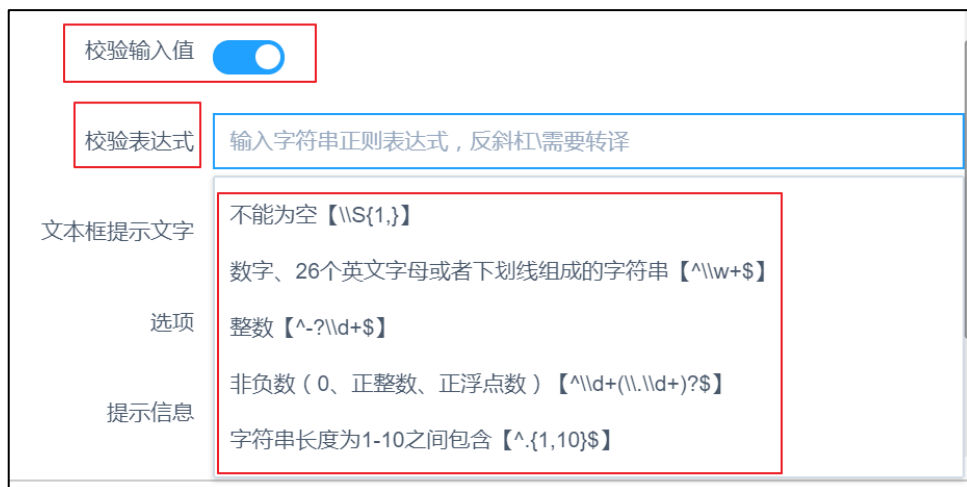 校验输入值
校验表达式
输入字符串正则表达式，反斜杠\需要转译
文本框提示文字
不能为空【\\S{1,}】
数字、26个英文字母或者下划线组成的字符串【^\\w+$】
选项
整数【^-?\\d+$】
非负数（0、正整数、正浮点数）【^\\d+(\\.\\d+)?$】
提示信息
字符串长度为1-10之间包含【^.{1,10}$】